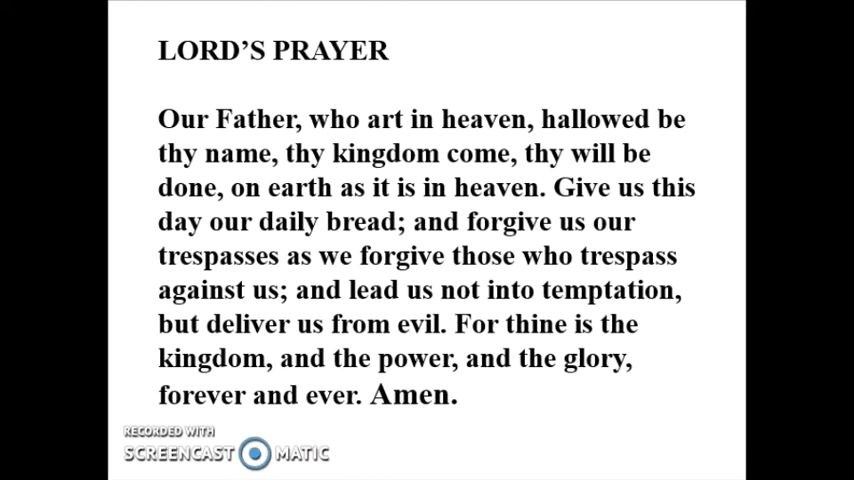 LORD’S PRAYER
Our Father, who art in heaven, hallowed be
thy name, thy kingdom come, thy will be
done, on earth as it is in heaven. Give us this
day our daily bread; and forgive us our
trespasses as we forgive those who trespass
against us; and lead us not into temptation,
but deliver us from evil. For thine is the
kingdom, and the power, and the glory,
forever and ever. Amen.
RECORDED WITH
SCREENCAST MATIC